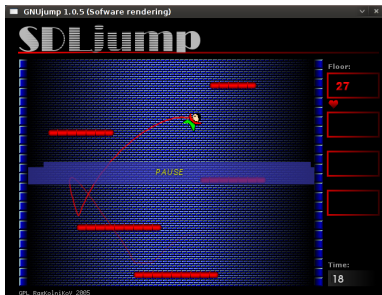 GNUjump 1.0.5 (Sofware rendering)
SDLjump
Floor:
27
PAUSE
Time:
18
GPL RasKolnikoV 2005